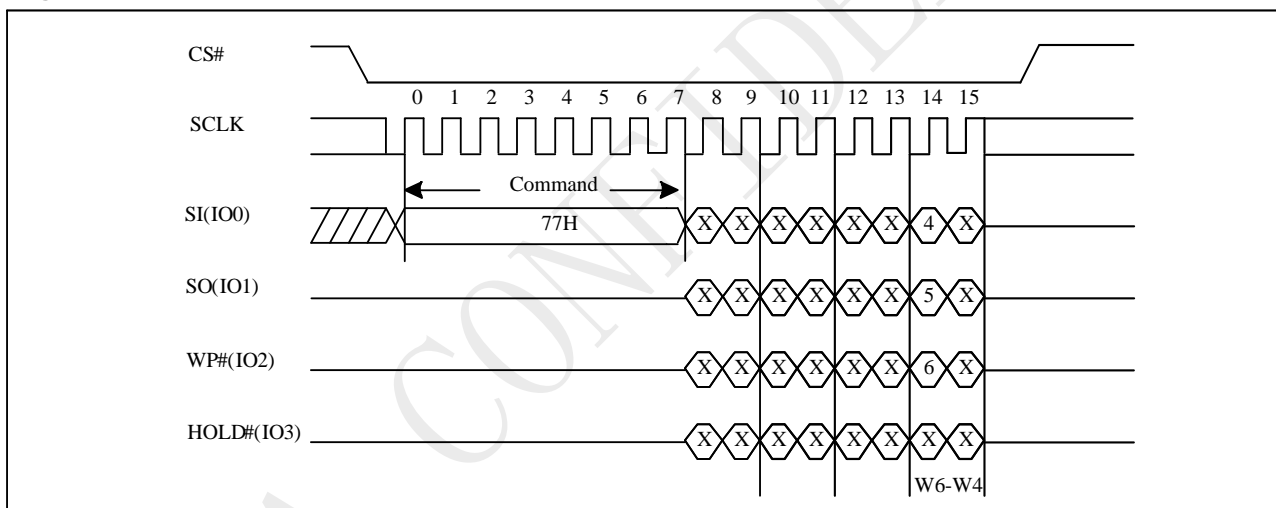 CS#
0 1 2 3 4 5 6 7 8 9 10 11 12 13 14 15
SCLK
Command
SI(IO0)
77H X X X X X X 4 X
SO(IO1)
X X X X X X 5 X
WP#(IO2)
X X X X X X 6 X
HOLD#(IO3)
X X X X X X X X
W6-W4